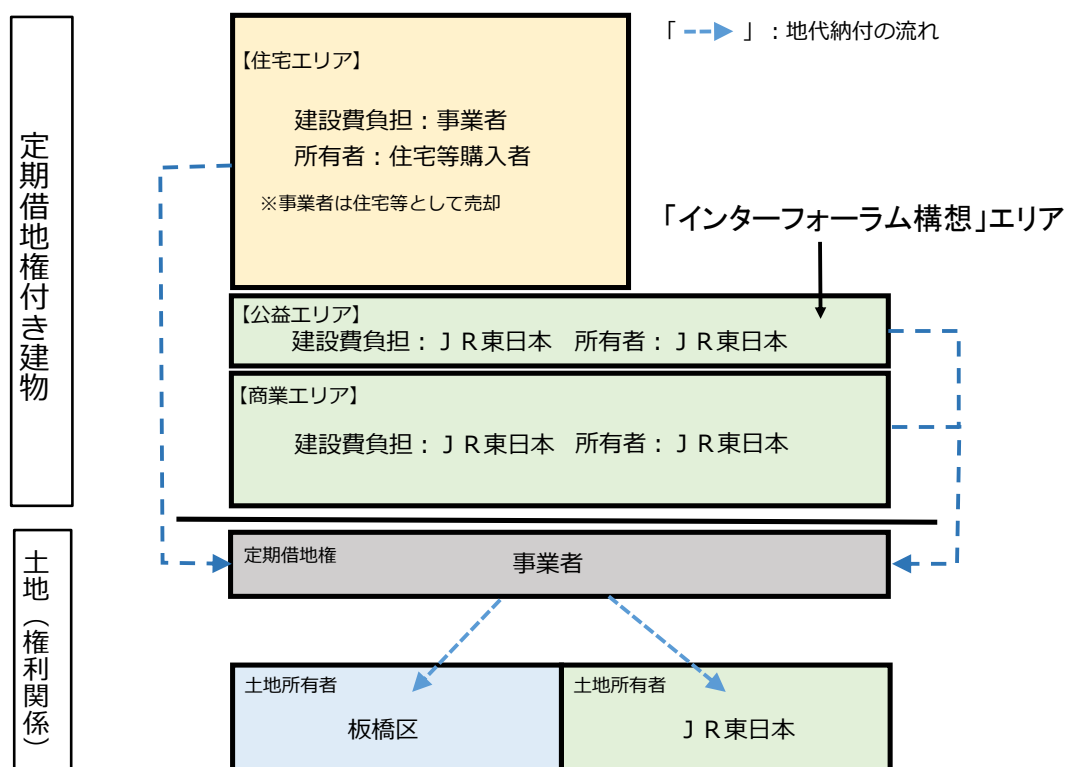 「 」：地代納付の流れ
定期借地権付き建物
【住宅エリア】
建設費負担：事業者
所有者：住宅等購入者
※事業者は住宅等として売却
「インターフォーラム構想」エリア
【公益エリア】
建設費負担：ＪＲ東日本 所有者：ＪＲ東日本
【商業エリア】
建設費負担：ＪＲ東日本 所有者：ＪＲ東日本
土地（権利関係）
定期借地権
事業者
土地所有者
板橋区
土地所有者
ＪＲ東日本